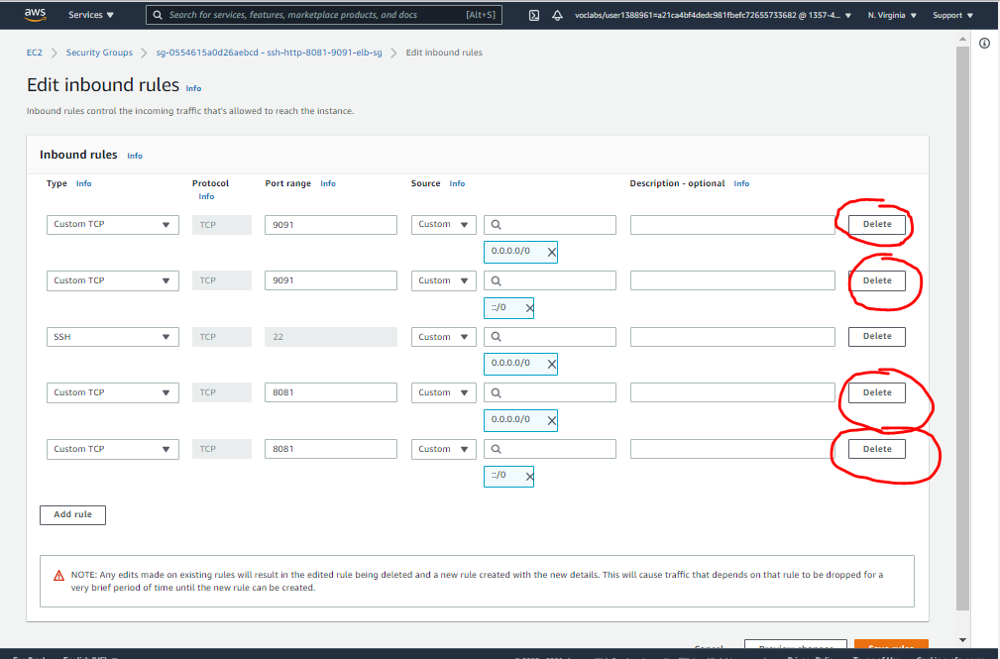 aws Services Search for services, features, marketplace products, and docs [Alt+S] voclabs/user1388961=a21ca4bf4dedc981fbefc72655733682 @ 1357-4... N. Virginia Support
EC2 Security Groups sg-0554615a0d26aebcd - ssh-http-8081-9091-elb-sg Edit inbound rules
Edit inbound rules Info
Inbound rules control the incoming traffic that's allowed to reach the instance.
Inbound rules Info
Type Info Protocol Info Port range Info Source Info Description - optional Info
Custom TCP TCP 9091 Custom Delete
0.0.0.0/0
Custom TCP TCP 9091 Custom Delete
::/0
SSH TCP 22 Custom Delete
0.0.0.0/0
Custom TCP TCP 8081 Custom Delete
0.0.0.0/0
Custom TCP TCP 8081 Custom Delete
::/0
Add rule
NOTE: Any edits made on existing rules will result in the edited rule being deleted and a new rule created with the new details. This will cause traffic that depends on that rule to be dropped for a
very brief period of time until the new rule can be created.
Cancel Preview changes Save rules